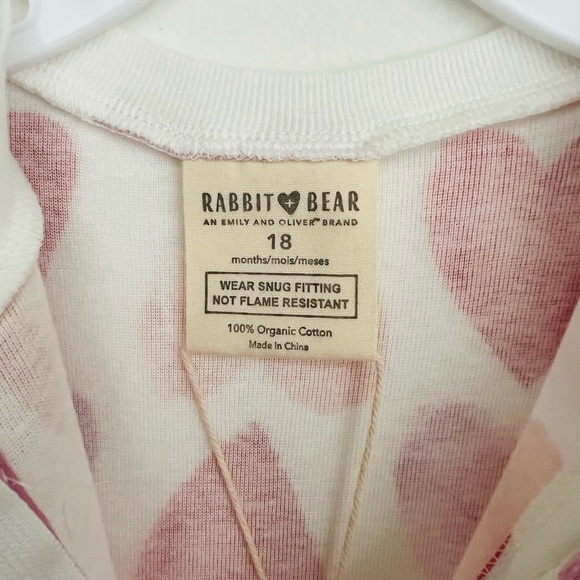 RABBIT + BEAR
AN EMILY AND OLIVER™ BRAND
18
months/mois/meses
WEAR SNUG FITTING
NOT FLAME RESISTANT
100% Organic Cotton
Made in China